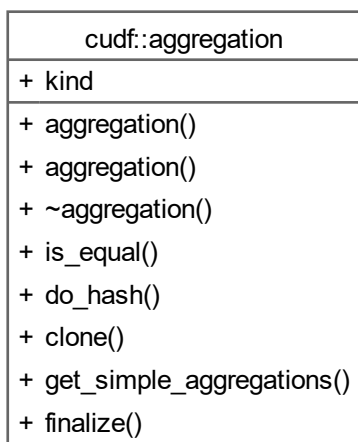 cudf::aggregation
+ kind
+ aggregation()
+ aggregation()
+ ~aggregation()
+ is_equal()
+ do_hash()
+ clone()
+ get_simple_aggregations()
+ finalize()